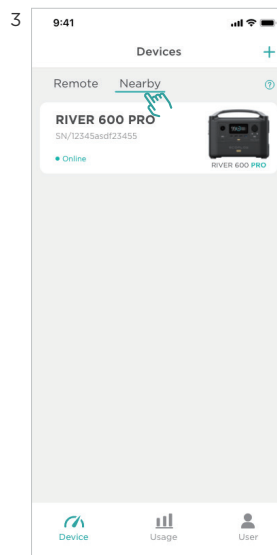 3
9:41
Devices
Remote Nearby
RIVER 600 PRO
SN/12345asdf23455
Online
RIVER 600 PRO
Device Usage User